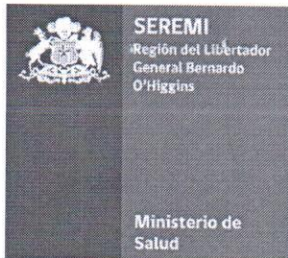 SEREMI
Región del Libertador
General Bernardo
O'Higgins
Ministerio de
Salud